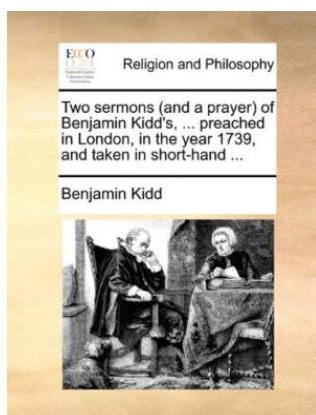 ECCO
Religion and Philosophy
Two sermons (and a prayer) of
Benjamin Kidd's, ... preached
in London, in the year 1739,
and taken in short-hand ...
Benjamin Kidd